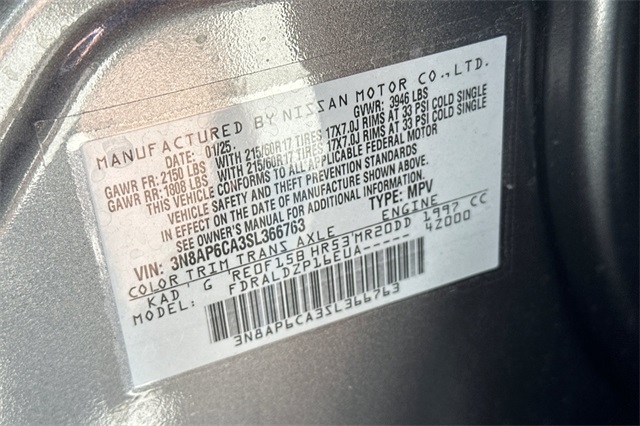 MANUFACTURED BY NISSAN MOTOR CO.,LTD.
DATE: 01/25 GVWR: 3946 LBS
GAWR FR: 2150 LBS WITH 215/60R17 TIRES 17X7.0J RIMS AT 33 PSI COLD SINGLE
GAWR RR: 1808 LBS WITH 215/60R17 TIRES 17X7.0J RIMS AT 33 PSI COLD SINGLE
THIS VEHICLE CONFORMS TO ALL APPLICABLE FEDERAL MOTOR
VEHICLE SAFETY AND THEFT PREVENTION STANDARDS
IN EFFECT ON THE DATE OF MANUFACTURE SHOWN ABOVE.
SEE OWNER'S MANUAL FOR ADDITIONAL INFORMATION.
VIN: 3N8AP6CA3SL366763 TYPE: MPV
COLOR TRIM TRANS AXLE ENGINE
KAD G RE0F15B HR53 MR20DD 1997 CC
MODEL: FDRALDZP16EUA----- 42000
3N8AP6CA3SL366763